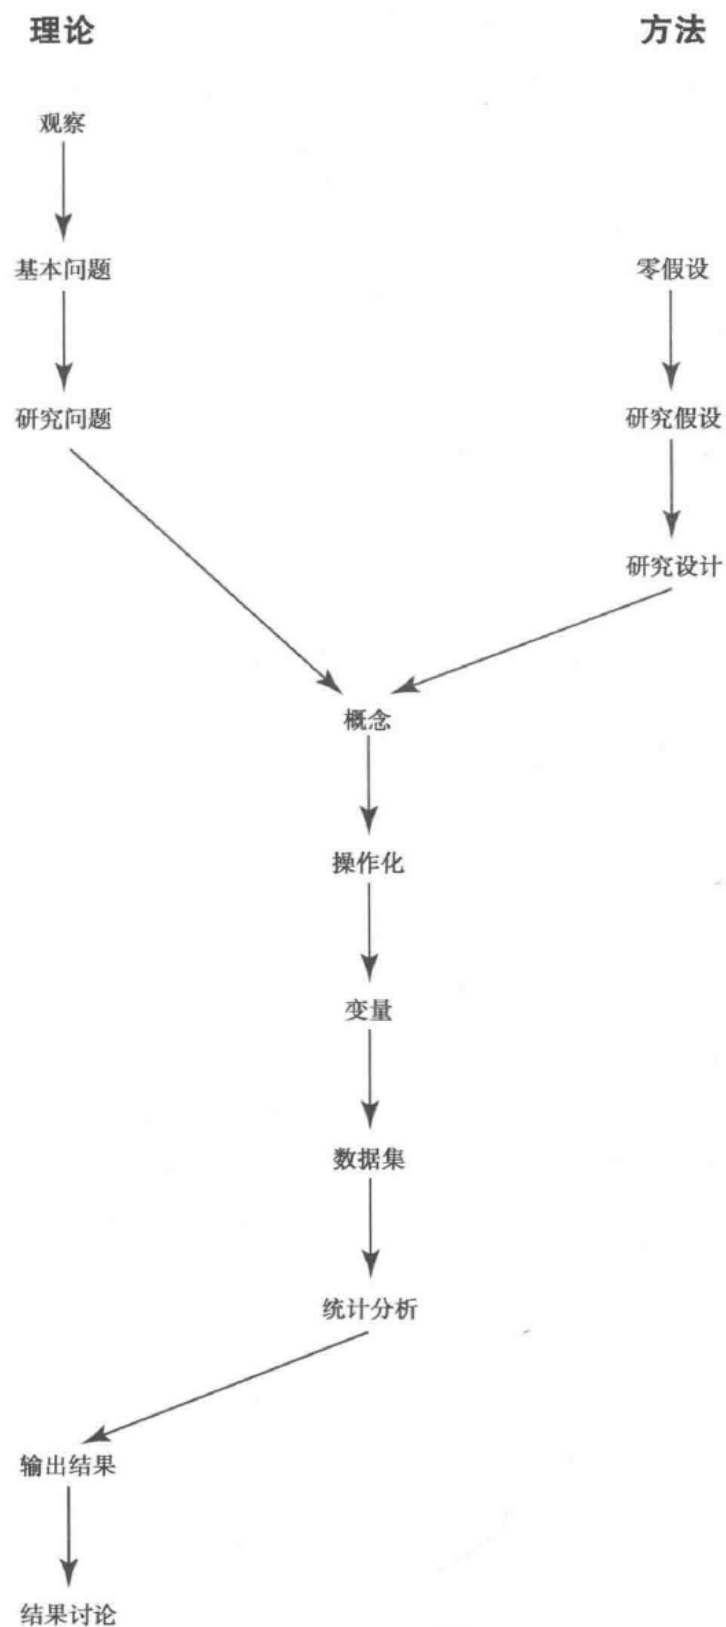 理论 方法
观察
基本问题 零假设
研究问题 研究假设
研究设计
概念
操作化
变量
数据集
统计分析
输出结果
结果讨论